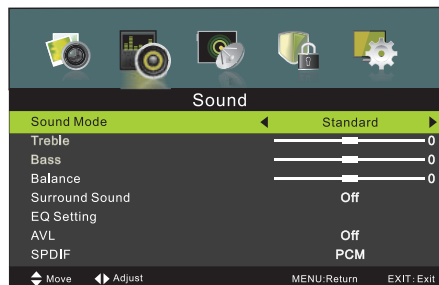 Sound
Sound Mode Standard
Treble 0
Bass 0
Balance 0
Surround Sound Off
EQ Setting
AVL Off
SPDIF PCM
Move Adjust MENU:Return EXIT:Exit